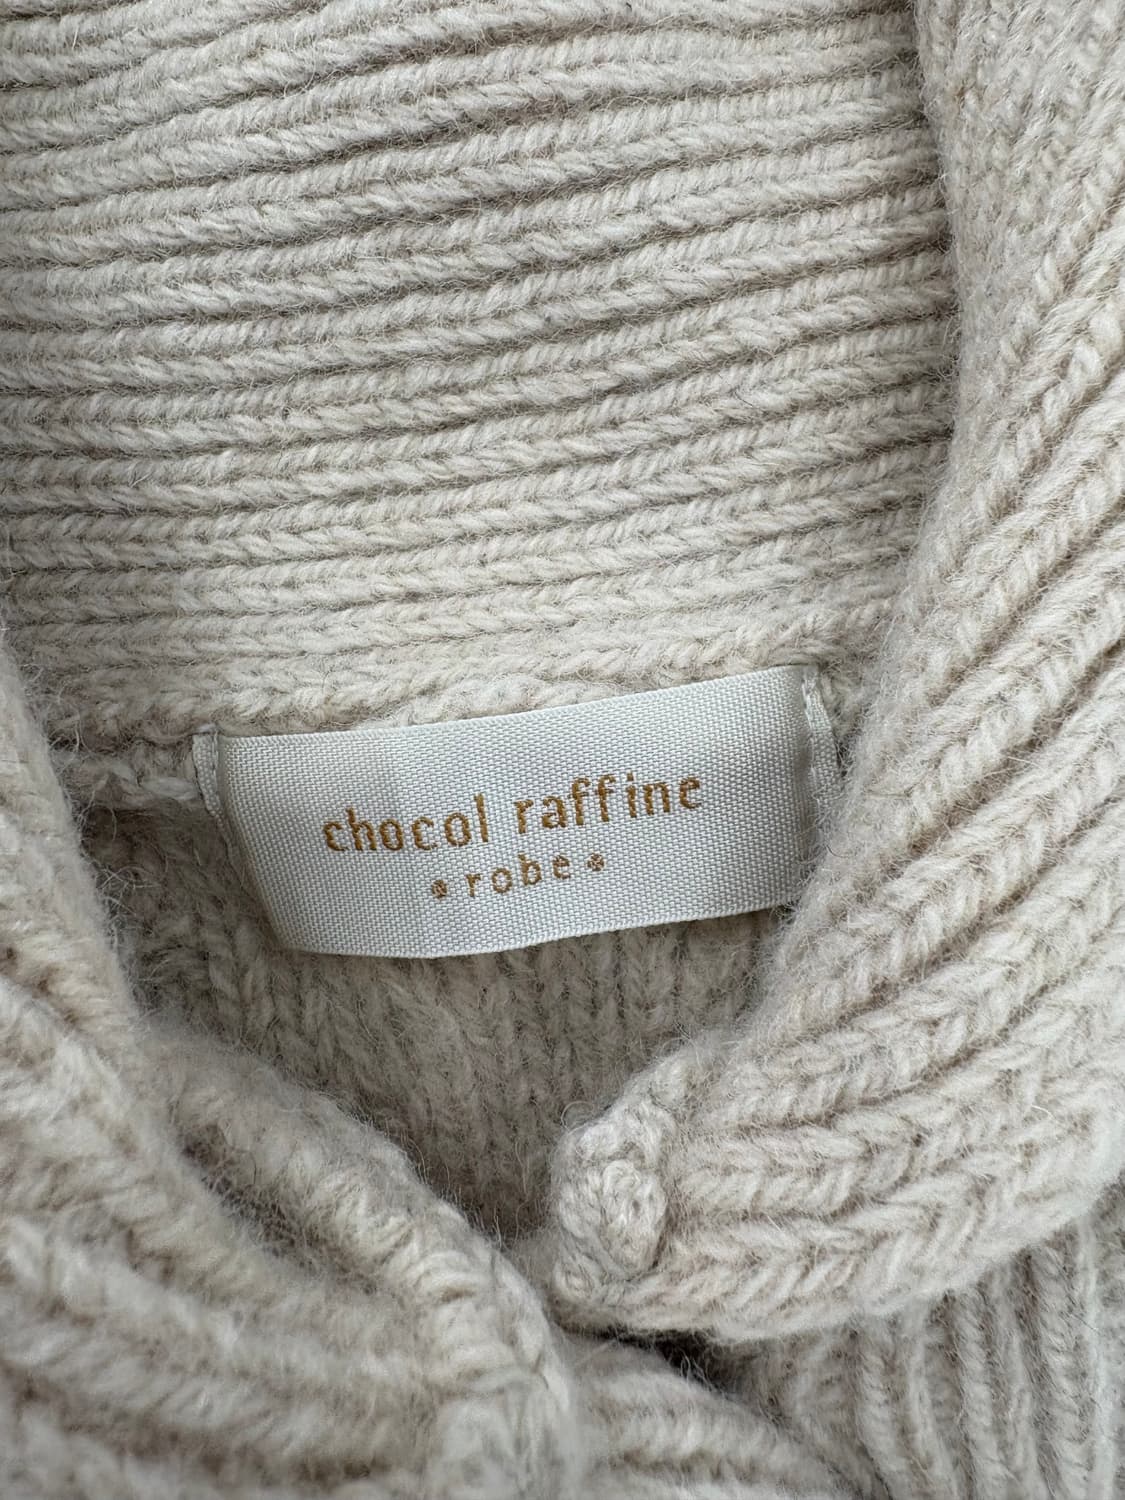 chocol raffine
robe